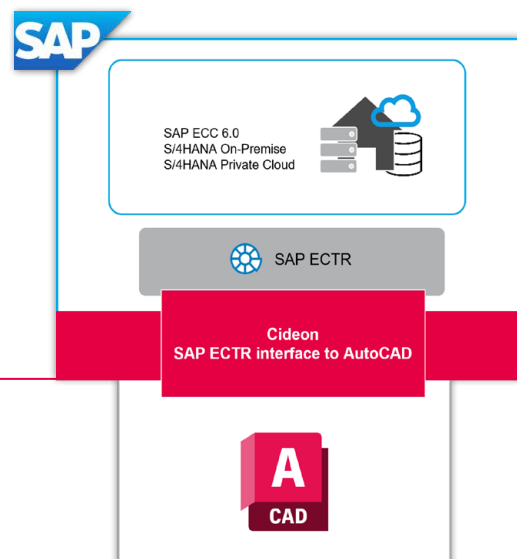 SAP
SAP ECC 6.0
S/4HANA On-Premise
S/4HANA Private Cloud
SAP ECTR
Cideon
SAP ECTR interface to AutoCAD
A
CAD